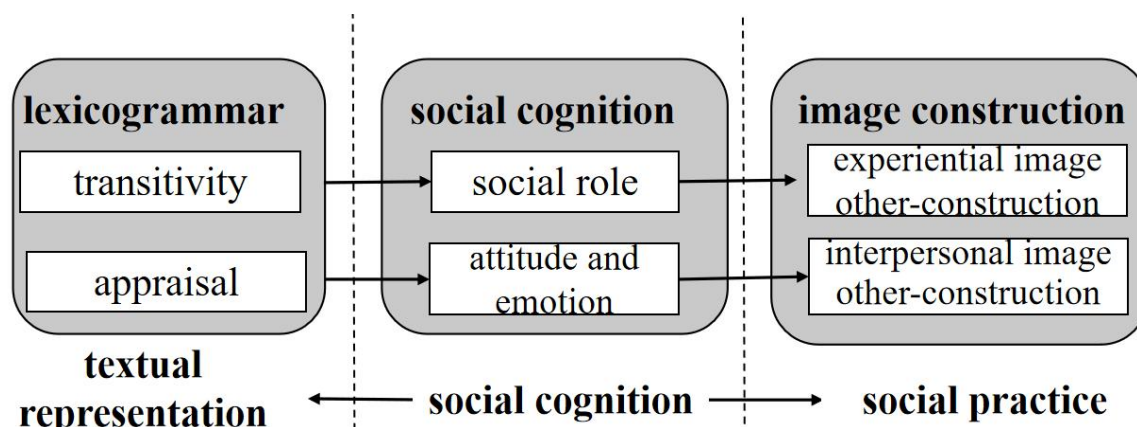 lexicogrammar
transitivity
appraisal
social cognition
social role
attitude and
emotion
image construction
experiential image
other-construction
interpersonal image
other-construction
textual
representation
social cognition
social practice